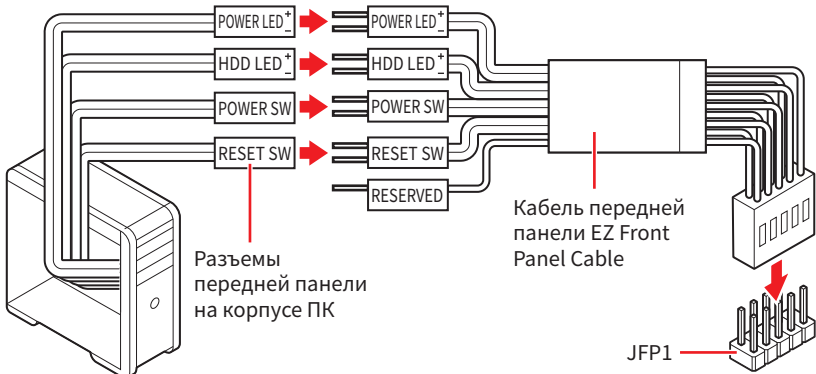 POWER LED + − POWER LED + −
HDD LED + − HDD LED + −
POWER SW POWER SW
RESET SW RESET SW
RESERVED
Разъемы
передней панели
на корпусе ПК
Кабель передней
панели EZ Front
Panel Cable
JFP1